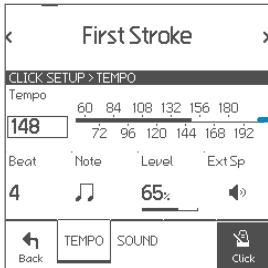 First Stroke
CLICK SETUP > TEMPO
Tempo
60 84 108 132 156 180
148
72 96 120 144 168 192
Beat Note Level Ext Sp
4 65%
Back TEMPO SOUND Click